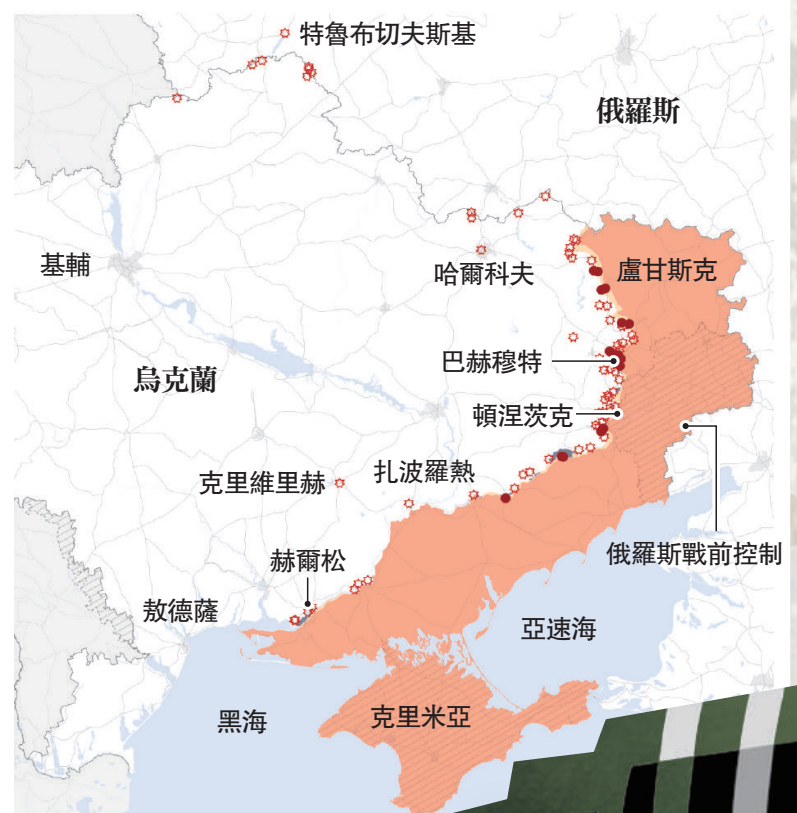 特魯布切夫斯基
俄羅斯
基輔
哈爾科夫
盧甘斯克
巴赫穆特
烏克蘭
頓涅茨克
克里維里赫
扎波羅熱
俄羅斯戰前控制
赫爾松
敖德薩
亞速海
黑海
克里米亞